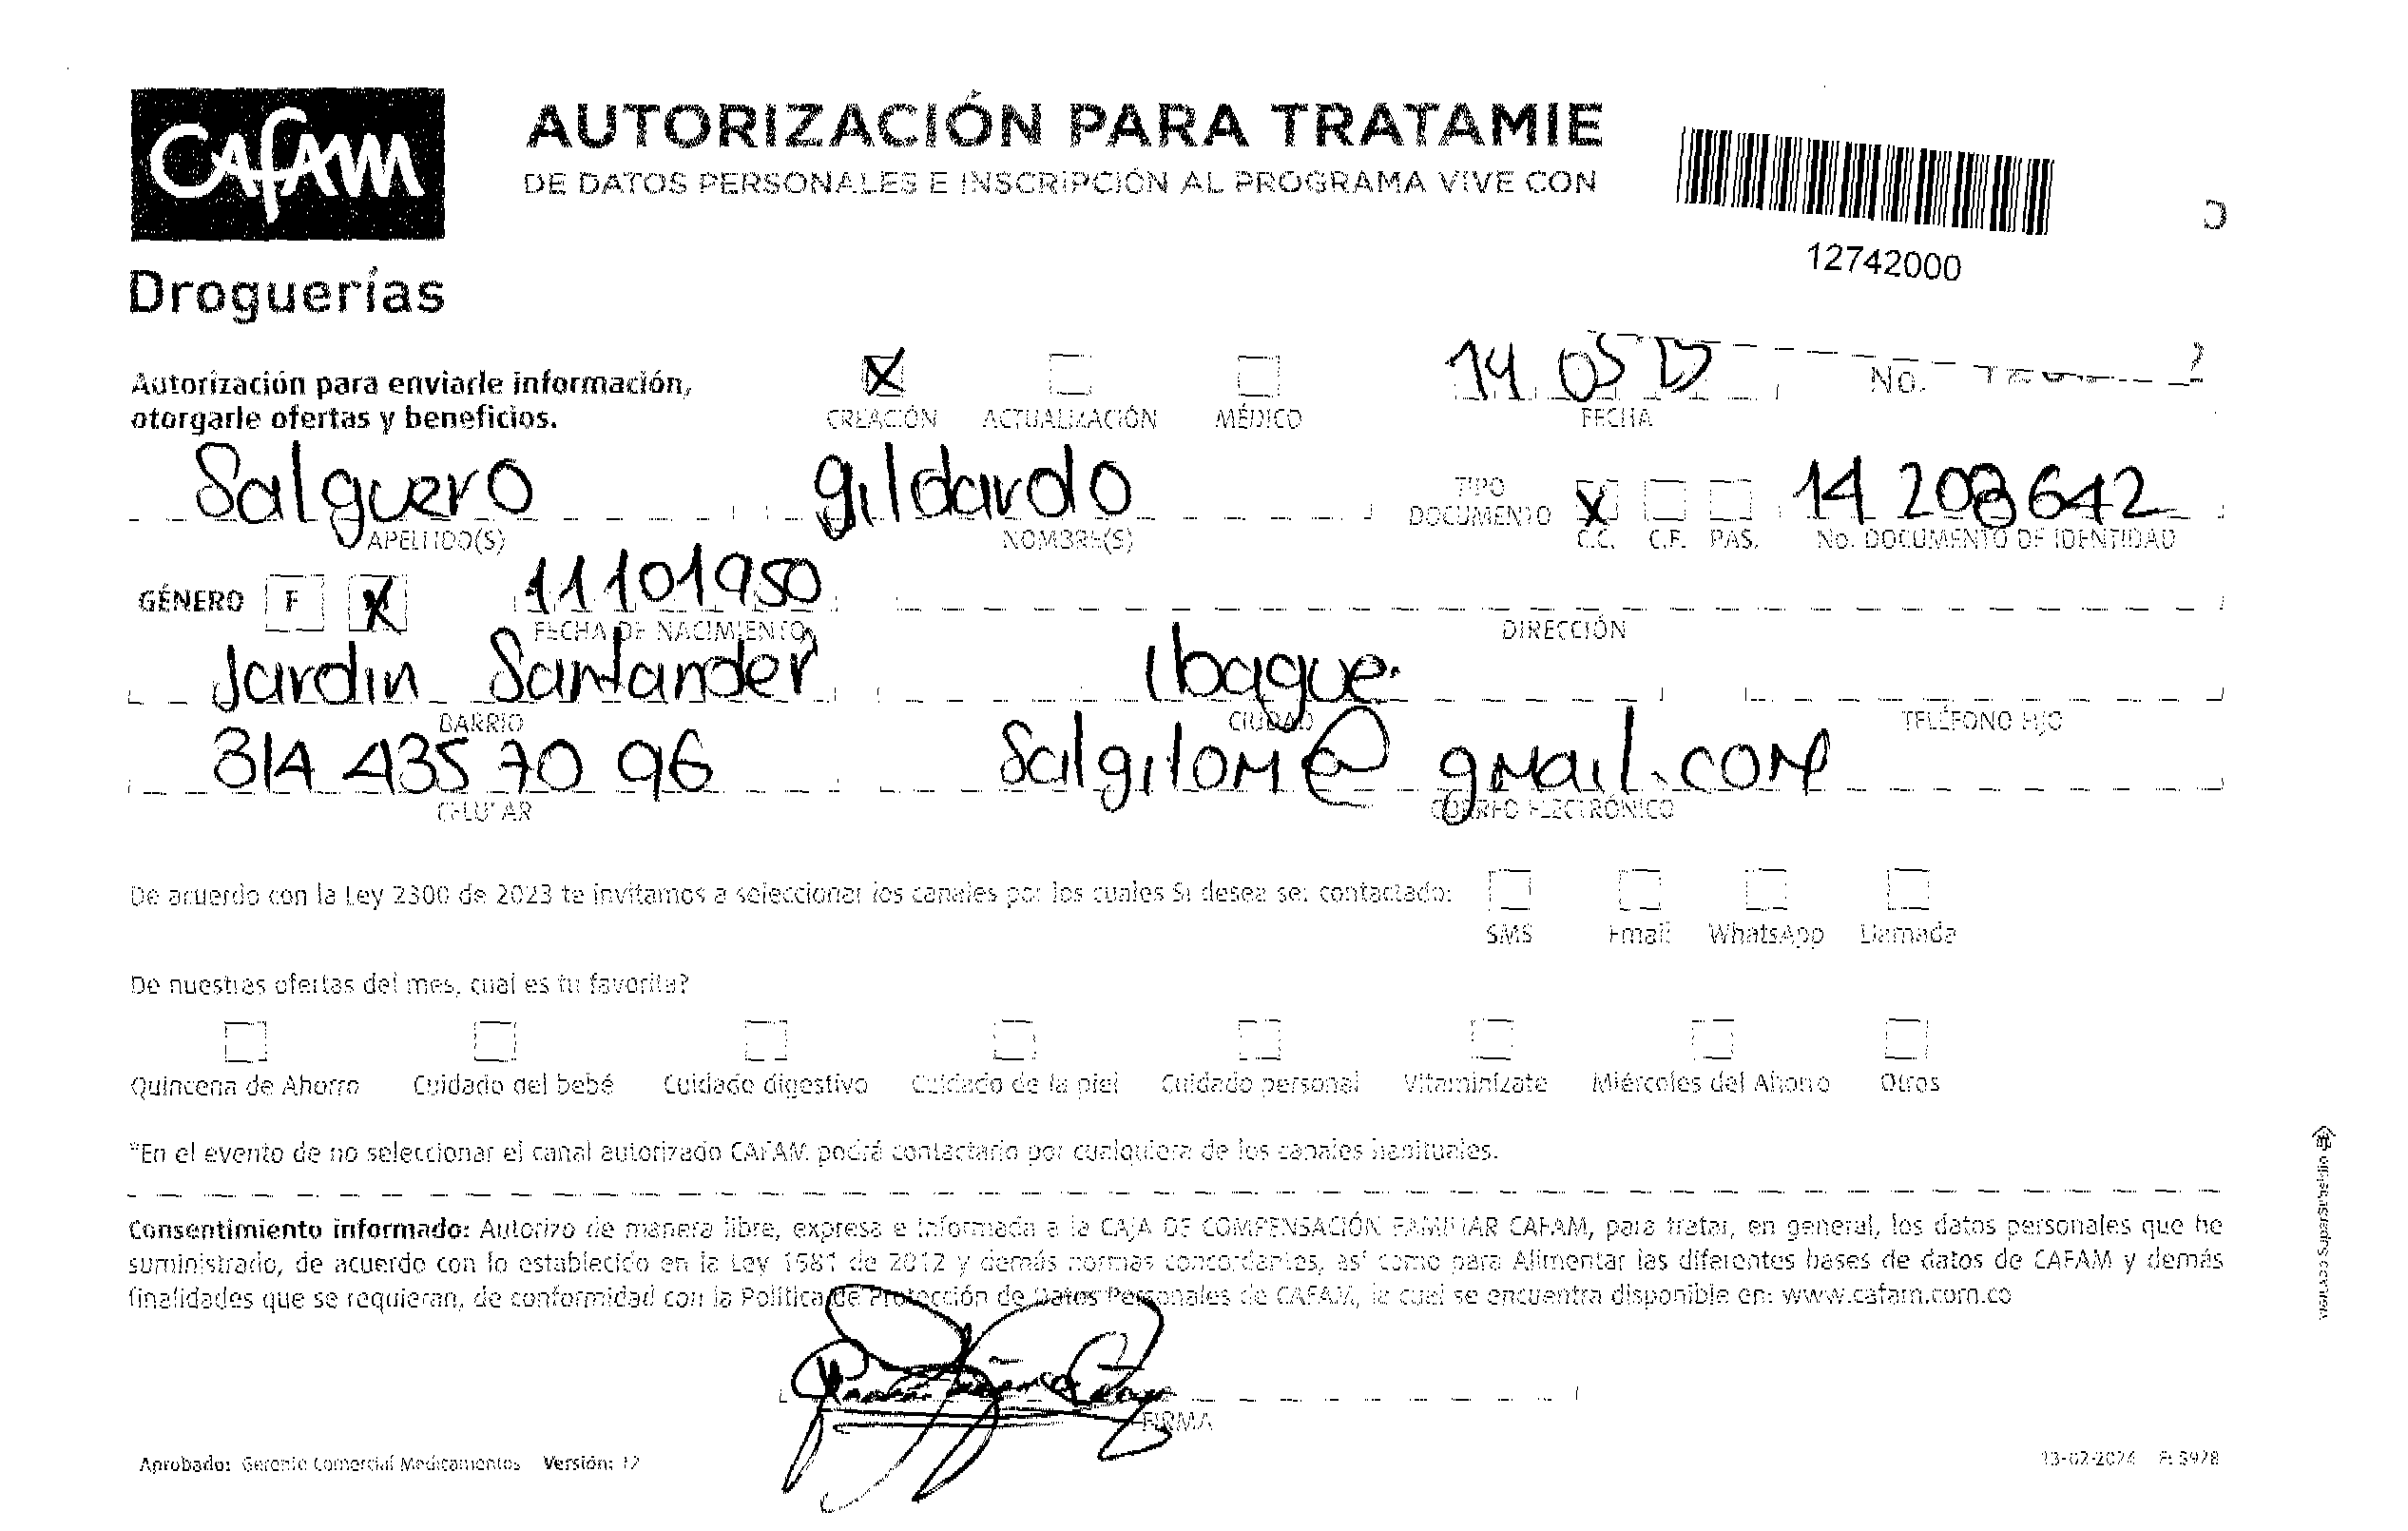 CAFAM
Droguerías
AUTORIZACIÓN PARA TRATAMIE
DE DATOS PERSONALES E INSCRIPCIÓN AL PROGRAMA VIVE CON
12742000
Autorización para enviarle información,
otorgarle ofertas y beneficios.
CREACIÓN ACTUALIZACIÓN MÉDICO
14 05
FECHA
No.
Salguero
APELLIDO(S)
gildardo
NOMBRE(S)
TIPO
DOCUMENTO
X
C.C. C.E. PAS.
14 208642
No. DOCUMENTO DE IDENTIDAD
GÉNERO F
11101950
FECHA DE NACIMIENTO
DIRECCIÓN
Jardin Santander
BARRIO
Ibague.
CIUDAD
TELÉFONO FIJO
314 435 70 96
CELULAR
Salgilom@gmail.com
CORREO ELECTRÓNICO
De acuerdo con la Ley 2300 de 2023 te invitamos a seleccionar los canales por los cuales Si desea ser contactado:
SMS Email WhatsApp Llamada
De nuestras ofertas del mes, cual es tu favorita?
Quincena de Ahorro Cuidado del bebé Cuidado digestivo Cuidado de la piel Cuidado personal Vitaminízate Miércoles del Ahorro Otros
*En el evento de no seleccionar el canal autorizado CAFAM podrá contactarlo por cualquiera de los canales habituales.
Consentimiento informado: Autorizo de manera libre, expresa e informada a la CAJA DE COMPENSACIÓN FAMILIAR CAFAM, para tratar, en general, los datos personales que he
suministrado, de acuerdo con lo establecido en la Ley 1581 de 2012 y demás normas concordantes, así como para Alimentar las diferentes bases de datos de CAFAM y demás
finalidades que se requieran, de conformidad con la Política de Protección de Datos Personales de CAFAM, la cual se encuentra disponible en: www.cafam.com.co
FIRMA
Aprobado: Gerente Comercial Medicamentos Versión: 12
13-02-2024
SuperSubsidio